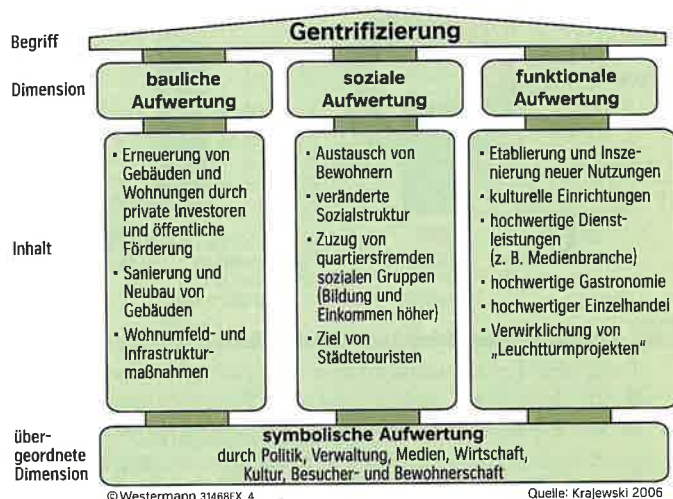 Begriff
Gentrifizierung
Dimension
bauliche
Aufwertung
soziale
Aufwertung
funktionale
Aufwertung
Inhalt
▪ Erneuerung von
Gebäuden und
Wohnungen durch
private Investoren
und öffentliche
Förderung
▪ Sanierung und
Neubau von
Gebäuden
▪ Wohnumfeld- und
Infrastruktur-
maßnahmen
▪ Austausch von
Bewohnern
▪ veränderte
Sozialstruktur
▪ Zuzug von
quartiersfremden
sozialen Gruppen
(Bildung und
Einkommen höher)
▪ Ziel von
Städtetouristen
▪ Etablierung und Insze-
nierung neuer Nutzungen
▪ kulturelle Einrichtungen
▪ hochwertige Dienst-
leistungen
(z. B. Medienbranche)
▪ hochwertige Gastronomie
▪ hochwertiger Einzelhandel
▪ Verwirklichung von
„Leuchtturmprojekten“
über-
geordnete
Dimension
symbolische Aufwertung
durch Politik, Verwaltung, Medien, Wirtschaft,
Kultur, Besucher- und Bewohnerschaft
© Westermann 31468EX_4
Quelle: Krajewski 2006